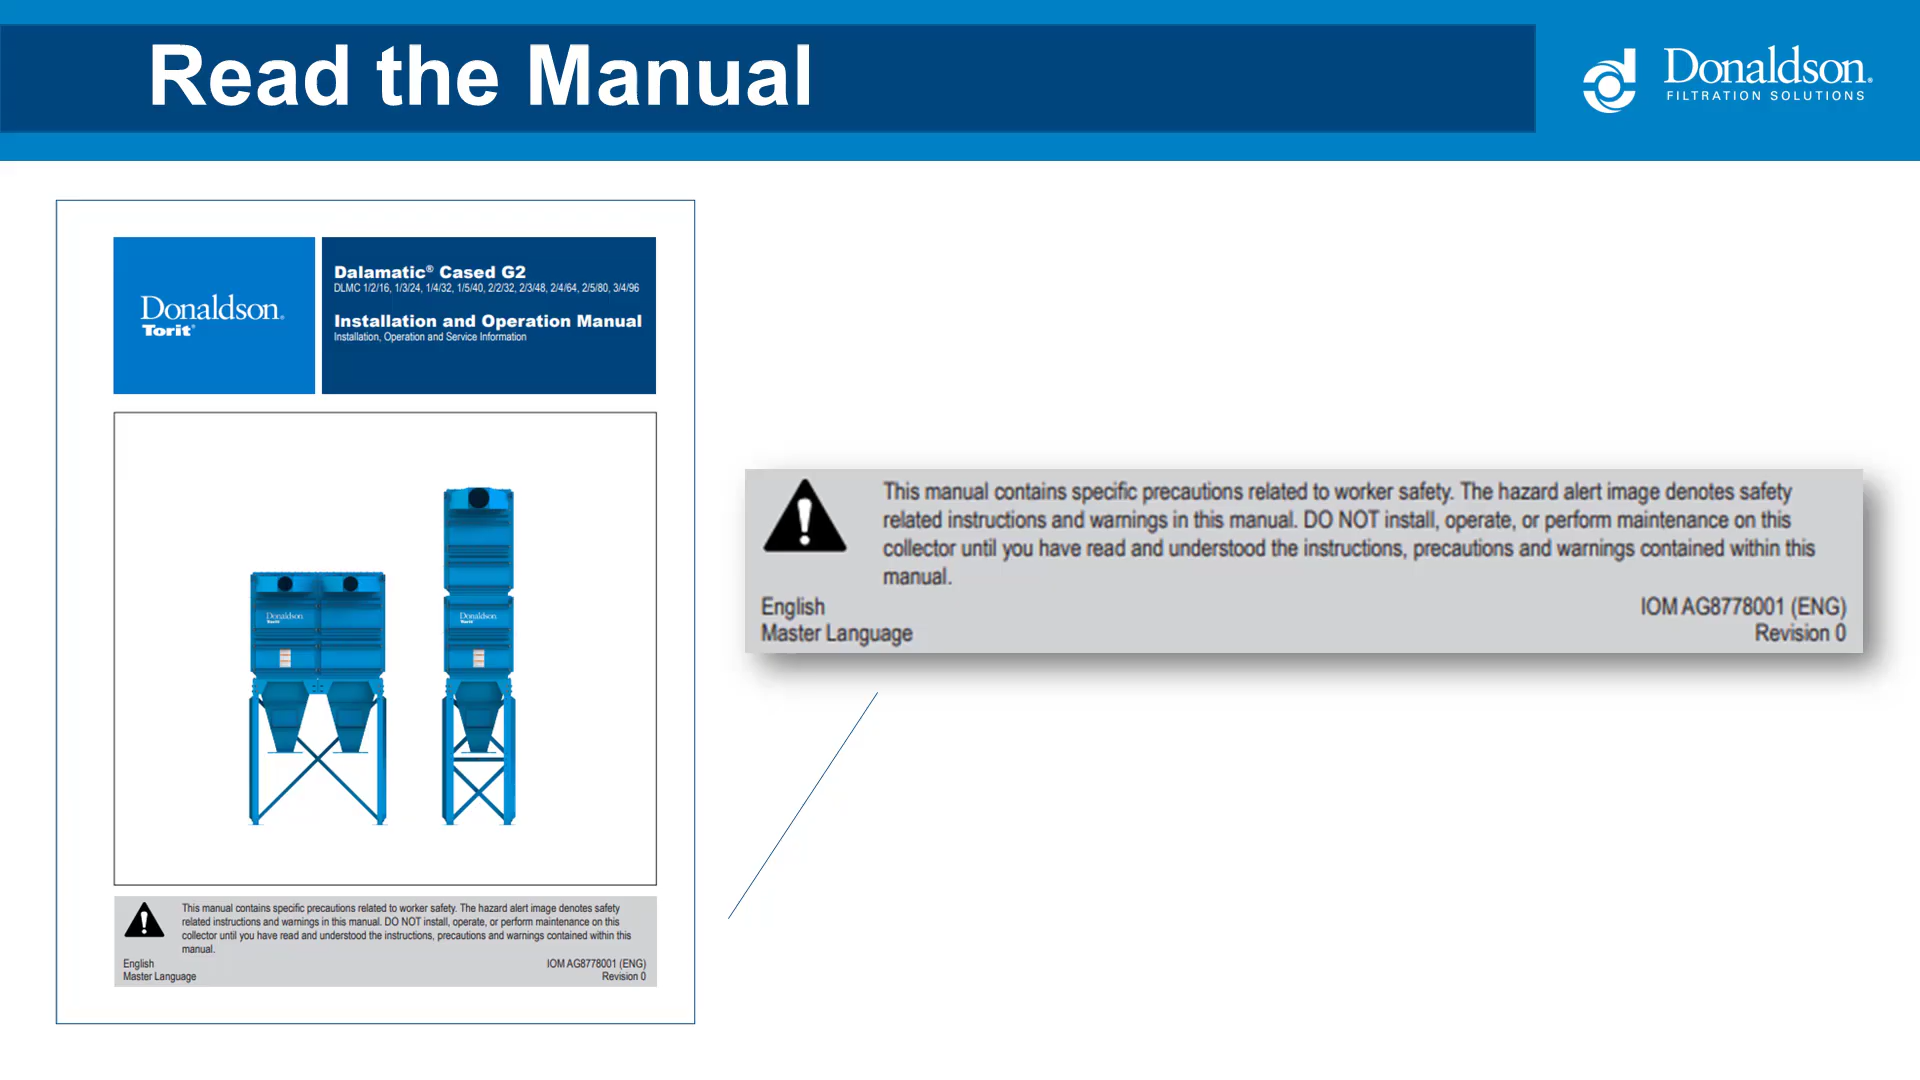 Read the Manual
Donaldson®
FILTRATION SOLUTIONS
Donaldson®
Torit®
Dalamatic® Cased G2
DLMC 1/2/16, 1/3/24, 1/4/32, 1/5/40, 2/2/32, 2/3/48, 2/4/64, 2/5/80, 3/4/96
Installation and Operation Manual
Installation, Operation and Service Information
Donaldson
Torit
Donaldson
Torit
This manual contains specific precautions related to worker safety. The hazard alert image denotes safety
related instructions and warnings in this manual. DO NOT install, operate, or perform maintenance on this
collector until you have read and understood the instructions, precautions and warnings contained within this
manual.
English
Master Language
IOM AG8778001 (ENG)
Revision 0
This manual contains specific precautions related to worker safety. The hazard alert image denotes safety
related instructions and warnings in this manual. DO NOT install, operate, or perform maintenance on this
collector until you have read and understood the instructions, precautions and warnings contained within this
manual.
English
Master Language
IOM AG8778001 (ENG)
Revision 0